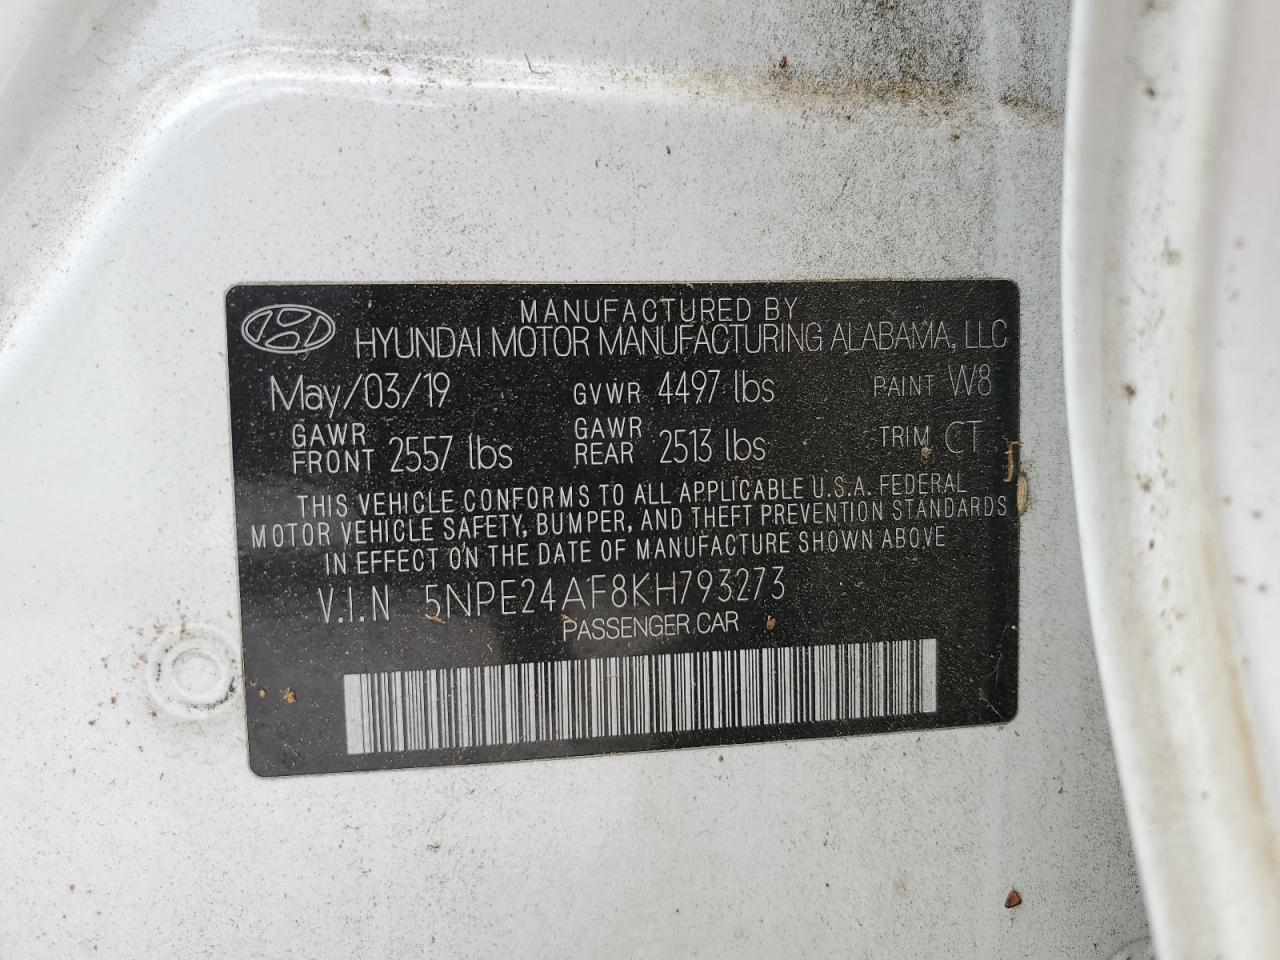 MANUFACTURED BY
HYUNDAI MOTOR MANUFACTURING ALABAMA, LLC
May/03/19 GVWR 4497 lbs PAINT W8
GAWR FRONT 2557 lbs GAWR REAR 2513 lbs TRIM CT
THIS VEHICLE CONFORMS TO ALL APPLICABLE U.S.A. FEDERAL
MOTOR VEHICLE SAFETY, BUMPER, AND THEFT PREVENTION STANDARDS
IN EFFECT ON THE DATE OF MANUFACTURE SHOWN ABOVE
V.I.N 5NPE24AF8KH793273
PASSENGER CAR